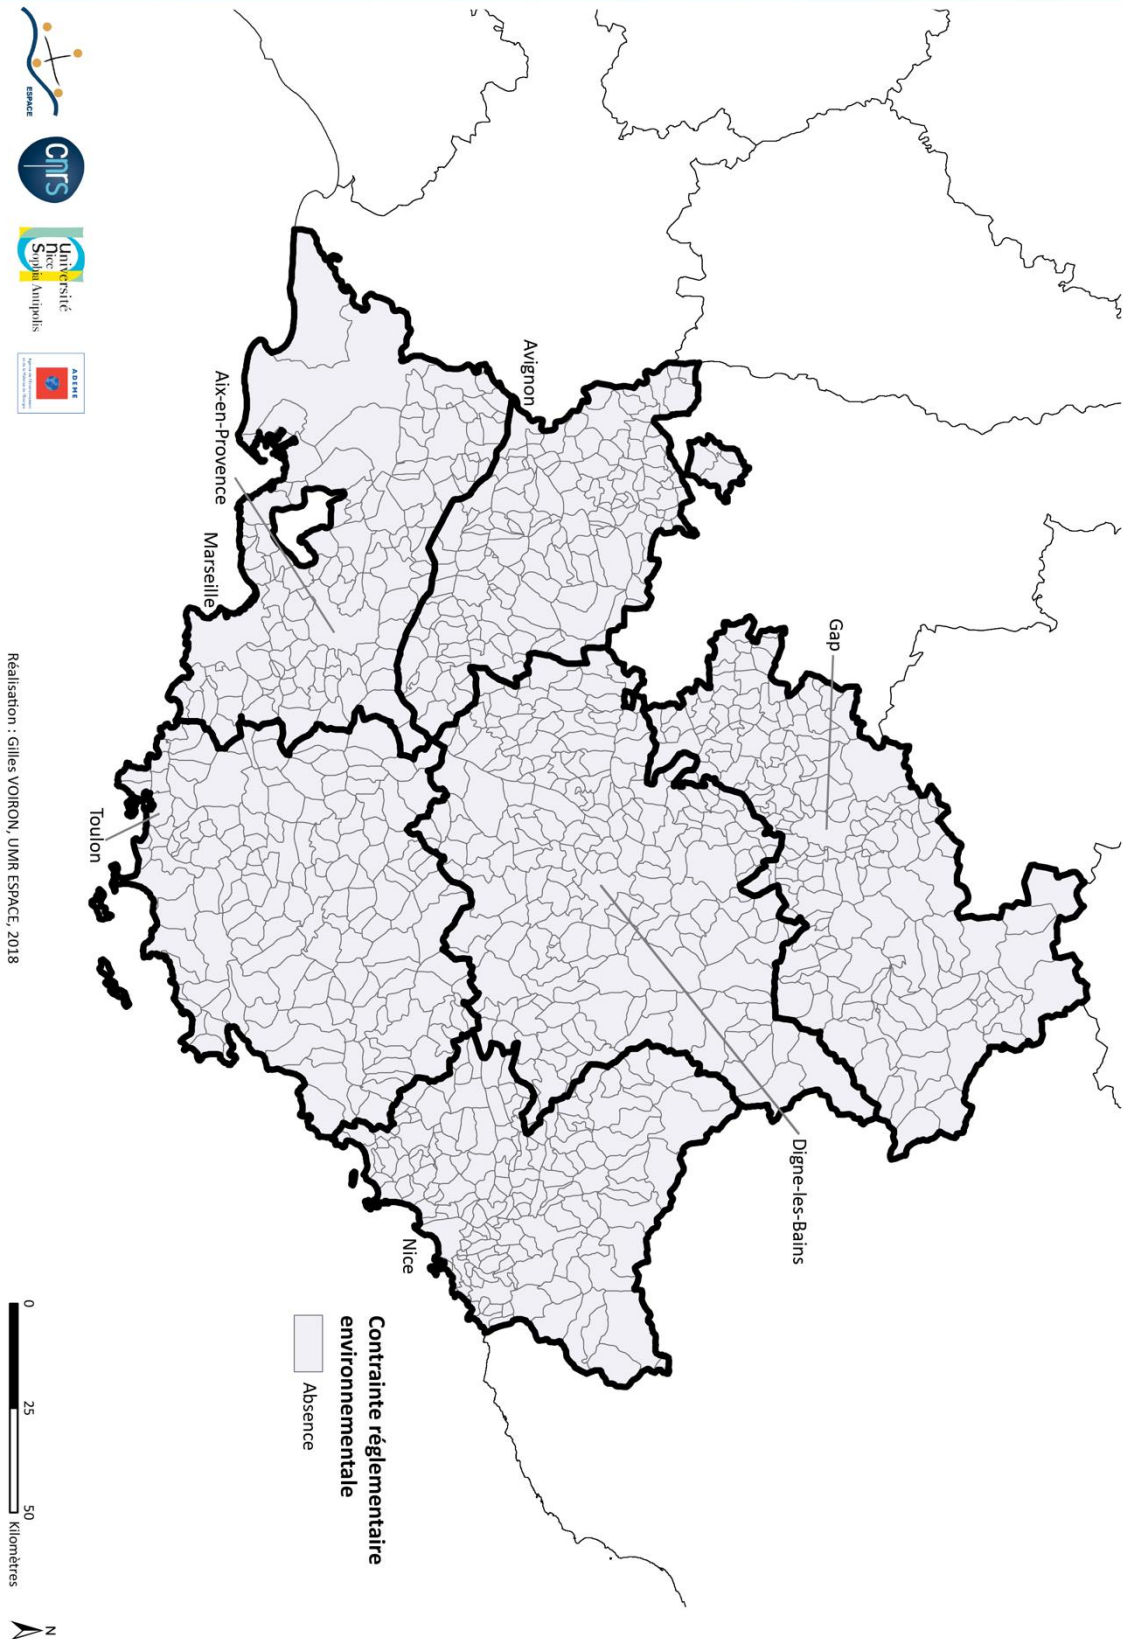 Gap
Avignon
Digne-les-Bains
Aix-en-Provence
Marseille
Nice
Toulon
Contrainte réglementaire
environnementale
Absence
ESPACE
cnrs
Université
nice
Sophia Antipolis
ADEME
Réalisation : Gilles VOIRON, UMR ESPACE, 2018
0 25 50
Kilomètres
N